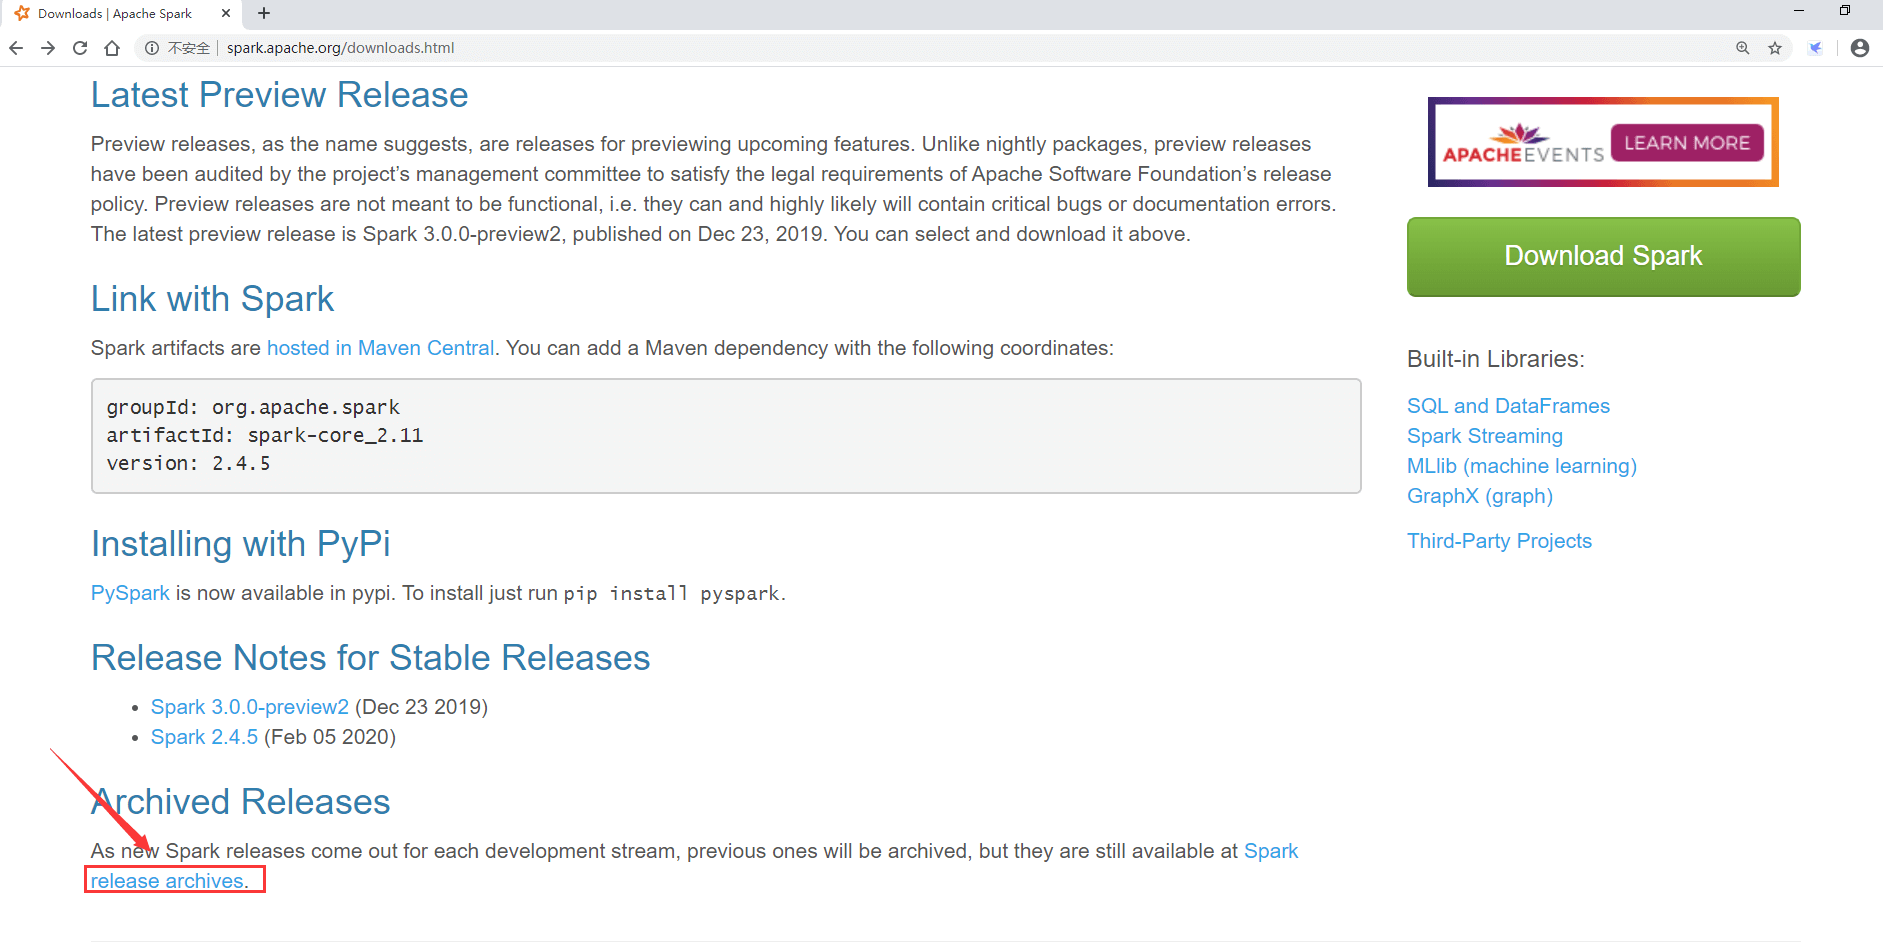 Downloads | Apache Spark
不安全 spark.apache.org/downloads.html
Latest Preview Release
Preview releases, as the name suggests, are releases for previewing upcoming features. Unlike nightly packages, preview releases
have been audited by the project’s management committee to satisfy the legal requirements of Apache Software Foundation’s release
policy. Preview releases are not meant to be functional, i.e. they can and highly likely will contain critical bugs or documentation errors.
The latest preview release is Spark 3.0.0-preview2, published on Dec 23, 2019. You can select and download it above.
Link with Spark
Spark artifacts are hosted in Maven Central. You can add a Maven dependency with the following coordinates:
groupId: org.apache.spark
artifactId: spark-core_2.11
version: 2.4.5
Installing with PyPi
PySpark is now available in pypi. To install just run pip install pyspark.
Release Notes for Stable Releases
• Spark 3.0.0-preview2 (Dec 23 2019)
• Spark 2.4.5 (Feb 05 2020)
Archived Releases
As new Spark releases come out for each development stream, previous ones will be archived, but they are still available at Spark
release archives.
APACHEEVENTS LEARN MORE
Download Spark
Built-in Libraries:
SQL and DataFrames
Spark Streaming
MLlib (machine learning)
GraphX (graph)
Third-Party Projects